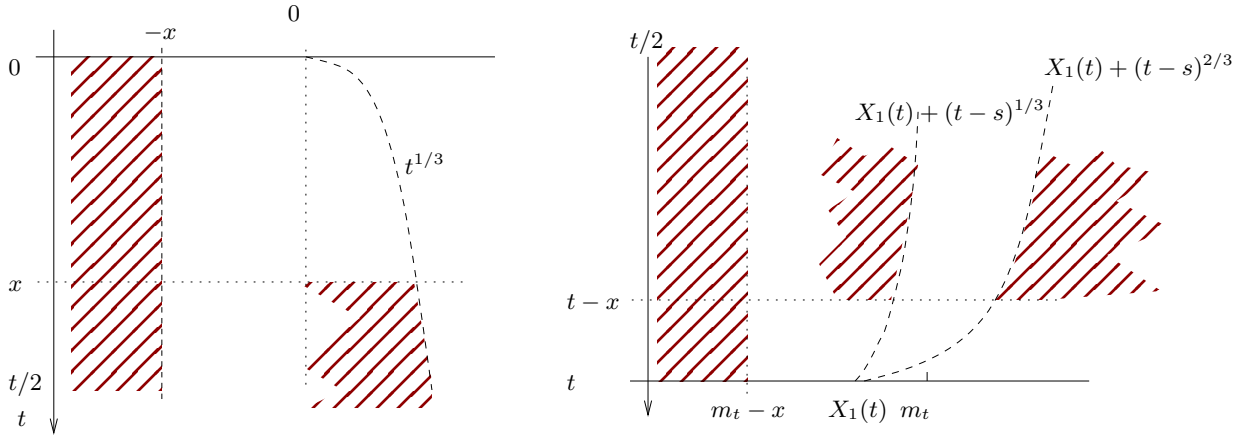 0
−x
0
t^{1/3}
x
t/2
t
t/2
X_1(t) + (t − s)^{2/3}
X_1(t) + (t − s)^{1/3}
t − x
t
m_t − x
X_1(t)
m_t